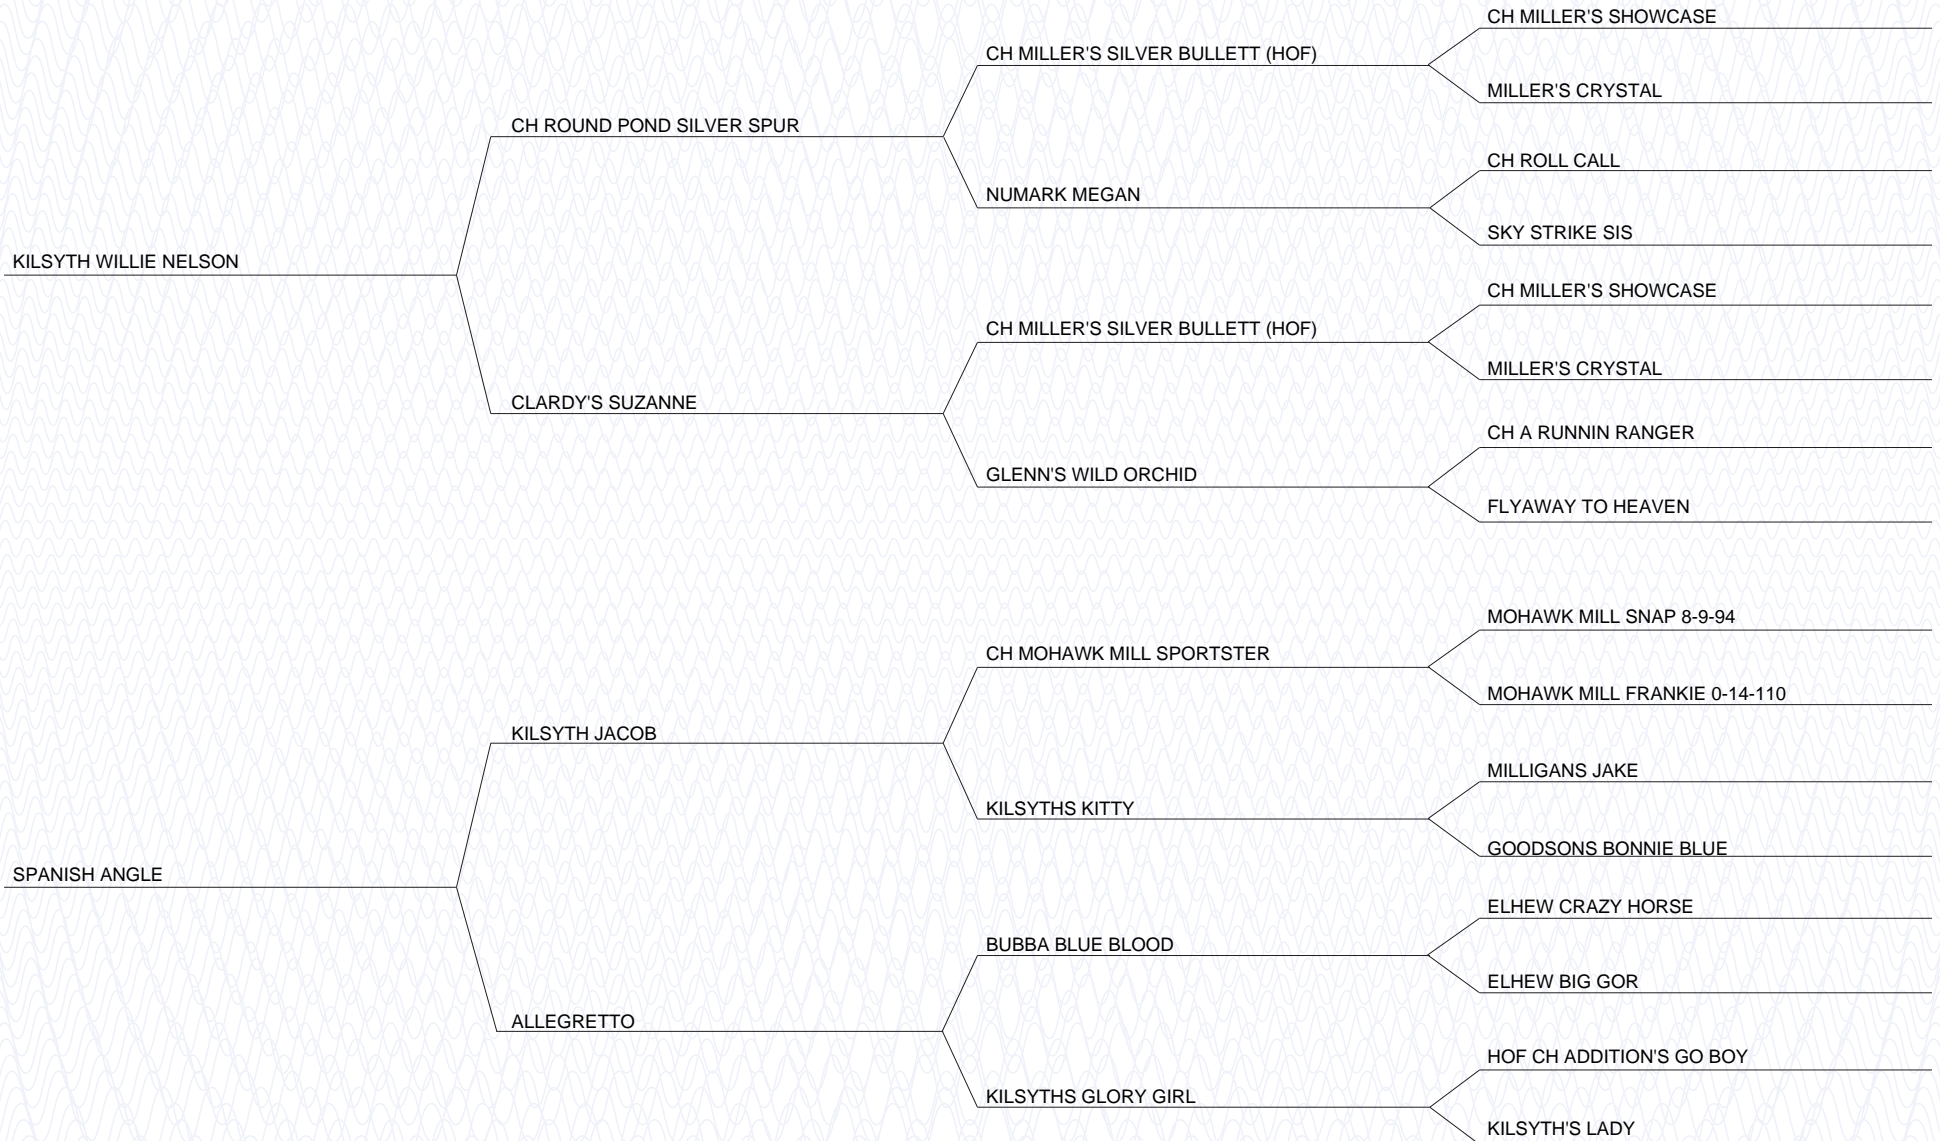 CH MILLER'S SHOWCASE
CH MILLER'S SILVER BULLETT (HOF)
MILLER'S CRYSTAL
CH ROUND POND SILVER SPUR
CH ROLL CALL
NUMARK MEGAN
SKY STRIKE SIS
KILSYTH WILLIE NELSON
CH MILLER'S SHOWCASE
CH MILLER'S SILVER BULLETT (HOF)
MILLER'S CRYSTAL
CLARDY'S SUZANNE
CH A RUNNIN RANGER
GLENN'S WILD ORCHID
FLYAWAY TO HEAVEN
MOHAWK MILL SNAP 8-9-94
CH MOHAWK MILL SPORTSTER
MOHAWK MILL FRANKIE 0-14-110
KILSYTH JACOB
MILLIGANS JAKE
KILSYTHS KITTY
GOODSONS BONNIE BLUE
SPANISH ANGLE
ELHEW CRAZY HORSE
BUBBA BLUE BLOOD
ELHEW BIG GOR
ALLEGRETTO
HOF CH ADDITION'S GO BOY
KILSYTHS GLORY GIRL
KILSYTH'S LADY